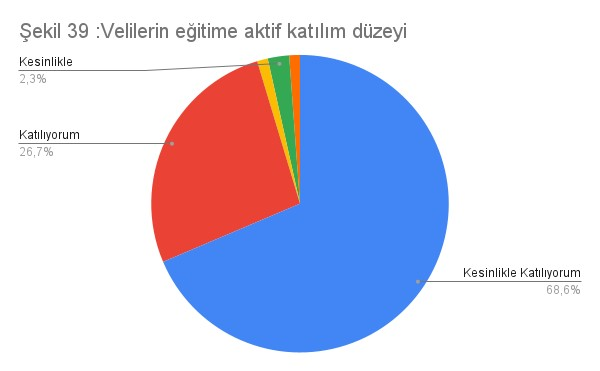 Şekil 39 :Velilerin eğitime aktif katılım düzeyi
Kesinlikle
2,3%
Katılıyorum
26,7%
Kesinlikle Katılıyorum
68,6%